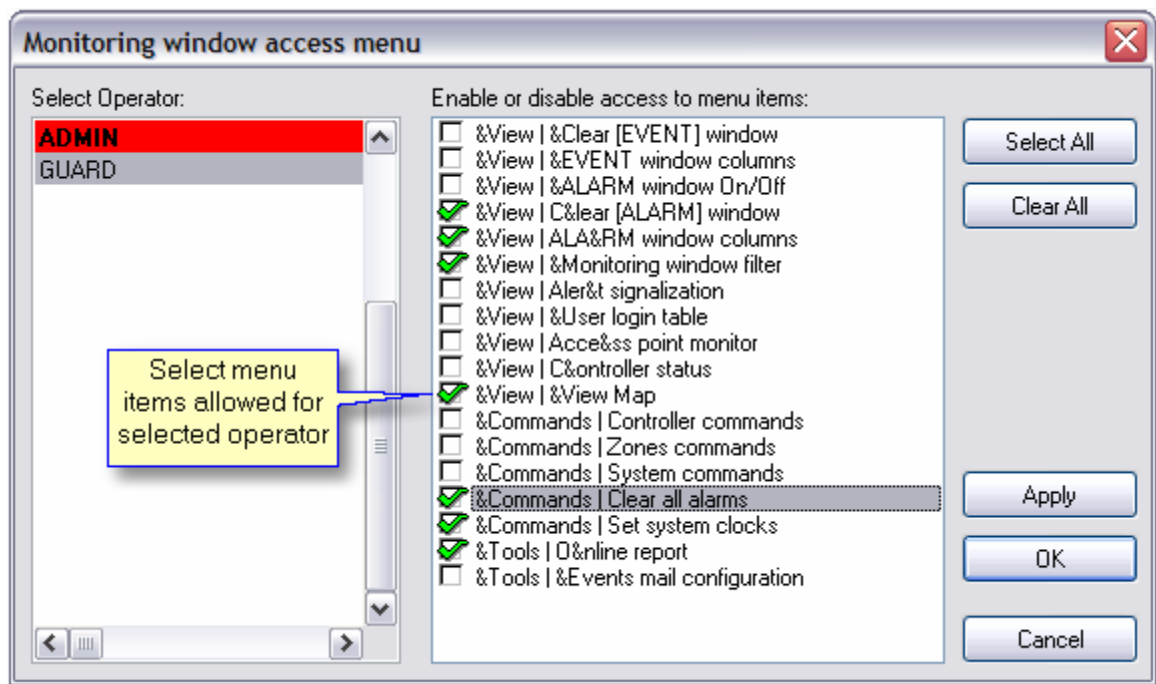 Monitoring window access menu
Select Operator:
ADMIN
GUARD
Enable or disable access to menu items:
&View | &Clear [EVENT] window
&View | &EVENT window columns
&View | &ALARM window On/Off
&View | C&lear [ALARM] window
&View | ALA&RM window columns
&View | &Monitoring window filter
&View | Aler&t signalization
&View | &User login table
&View | Acce&ss point monitor
&View | C&ontroller status
&View | &View Map
&Commands | Controller commands
&Commands | Zones commands
&Commands | System commands
&Commands | Clear all alarms
&Commands | Set system clocks
&Tools | O&nline report
&Tools | &Events mail configuration
Select menu
items allowed for
selected operator
Select All
Clear All
Apply
OK
Cancel